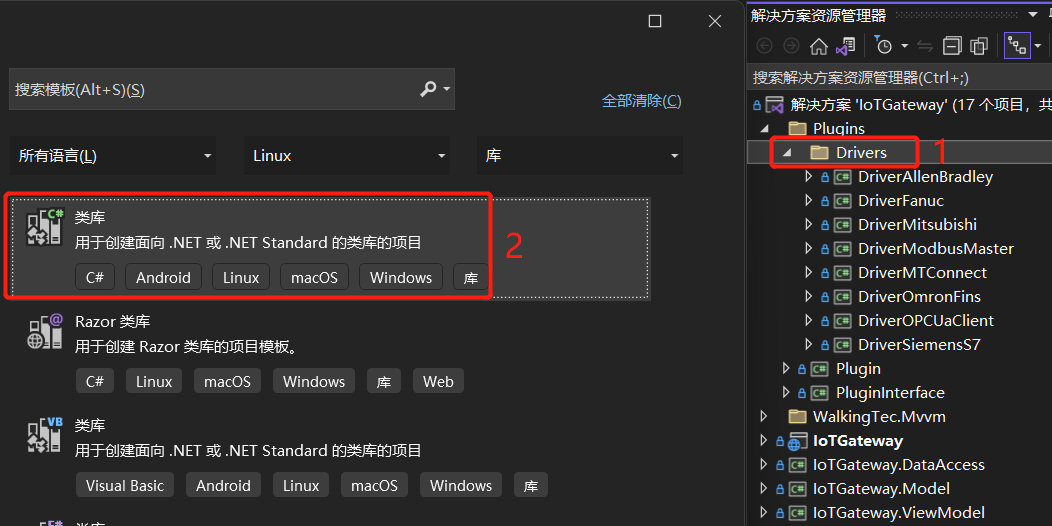 搜索模板(Alt+S)(S)
全部清除(C)
所有语言(L)
Linux
库
类库
用于创建面向 .NET 或 .NET Standard 的类库的项目
C# Android Linux macOS Windows 库
2
Razor 类库
用于创建 Razor 类库的项目模板。
C# Linux macOS Windows 库 Web
类库
用于创建面向 .NET 或 .NET Standard 的类库的项目
Visual Basic Android Linux macOS Windows 库
解决方案资源管理器
搜索解决方案资源管理器(Ctrl+;)
解决方案 'IoTGateway' (17 个项目，共
Plugins
Drivers
1
DriverAllenBradley
DriverFanuc
DriverMitsubishi
DriverModbusMaster
DriverMTConnect
DriverOmronFins
DriverOPCUaClient
DriverSiemensS7
Plugin
PluginInterface
WalkingTec.Mvvm
IoTGateway
IoTGateway.DataAccess
IoTGateway.Model
IoTGateway.ViewModel